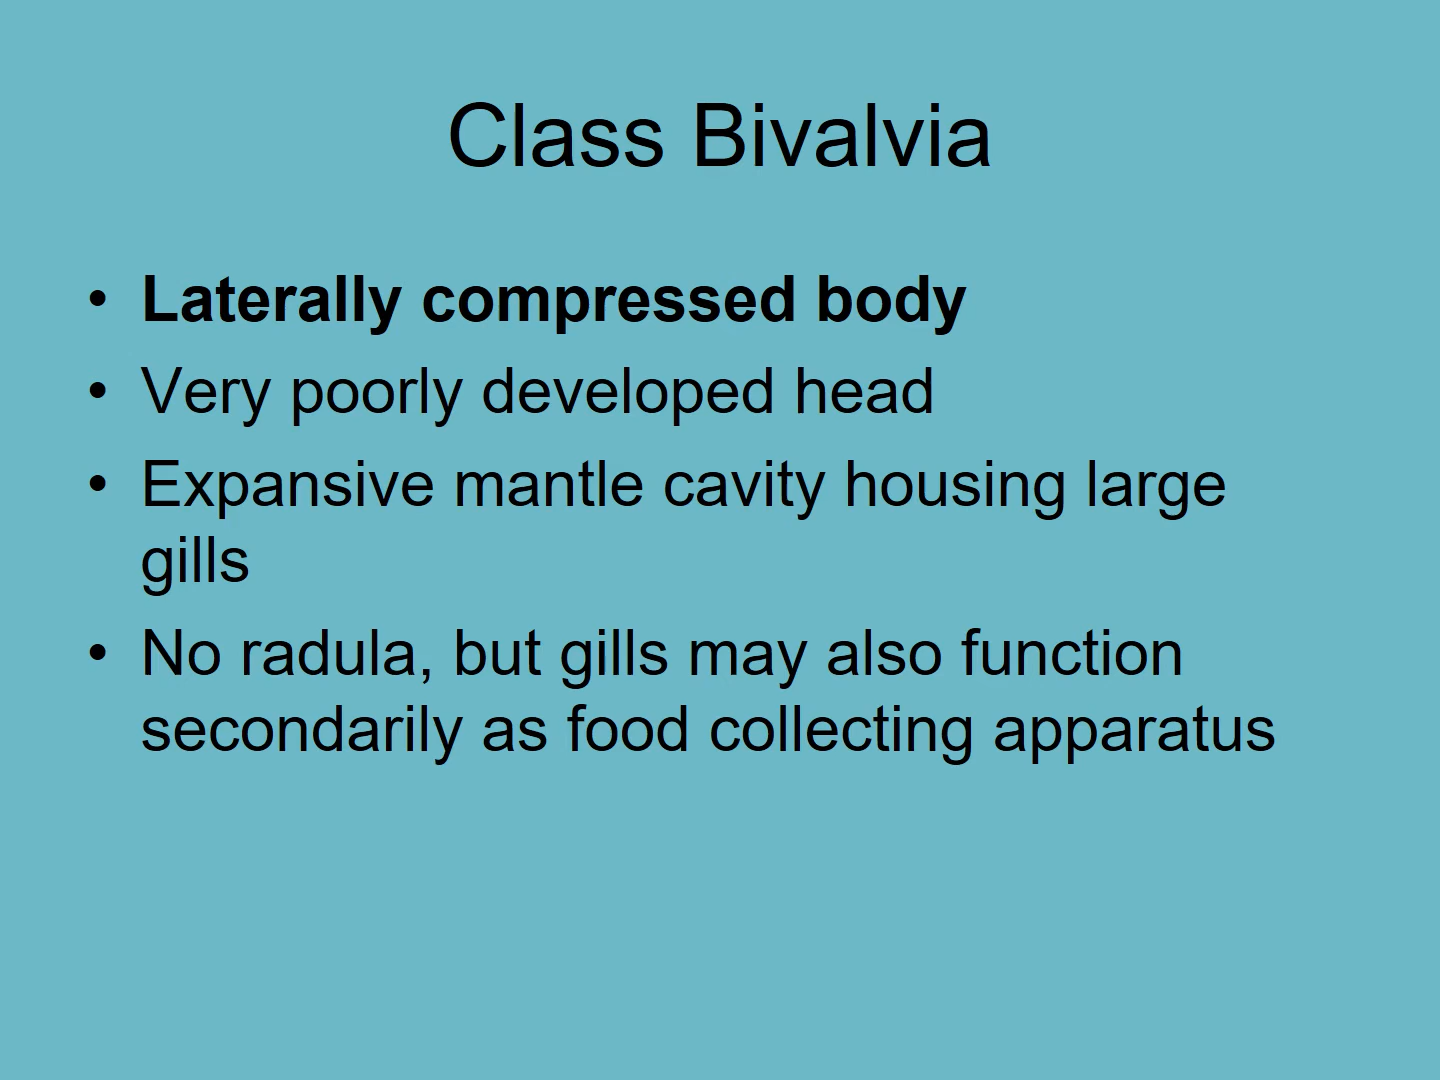 Class Bivalvia
• Laterally compressed body
• Very poorly developed head
• Expansive mantle cavity housing large
gills
• No radula, but gills may also function
secondarily as food collecting apparatus